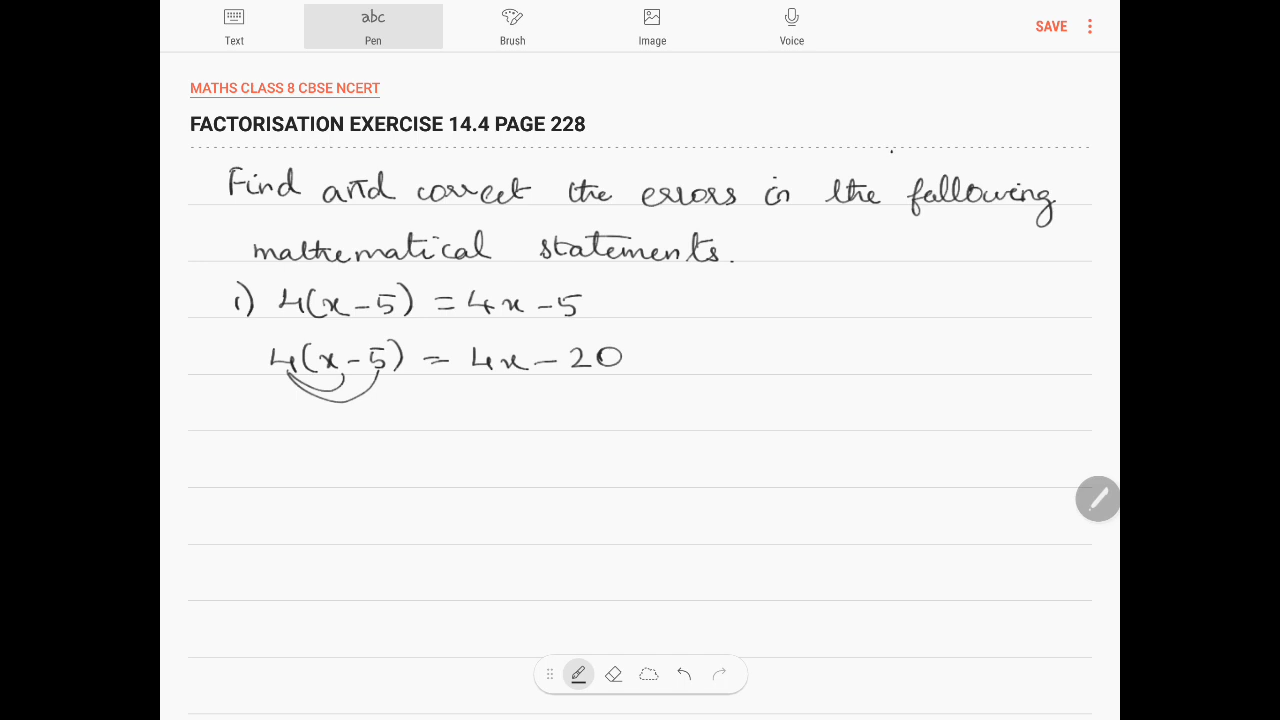 Text Pen Brush Image Voice SAVE
abc
MATHS CLASS 8 CBSE NCERT
FACTORISATION EXERCISE 14.4 PAGE 228
Find and correct the errors in the following
mathematical statements.
1) 4(x-5) = 4x -5
4(x-5) = 4x - 20